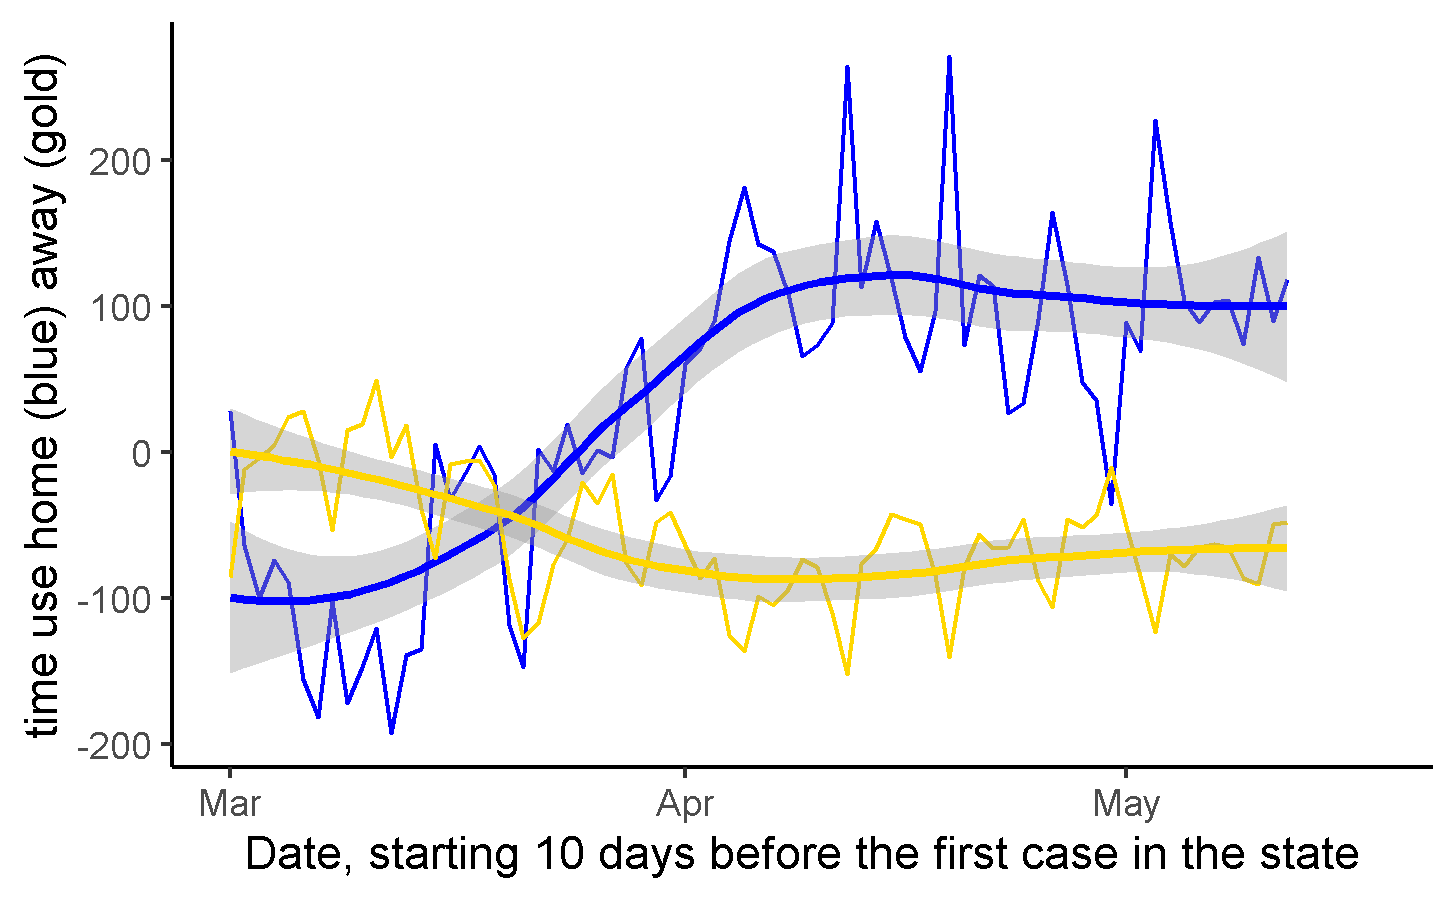 time use home (blue) away (gold)
200
100
0
-100
-200
Mar
Apr
May
Date, starting 10 days before the first case in the state